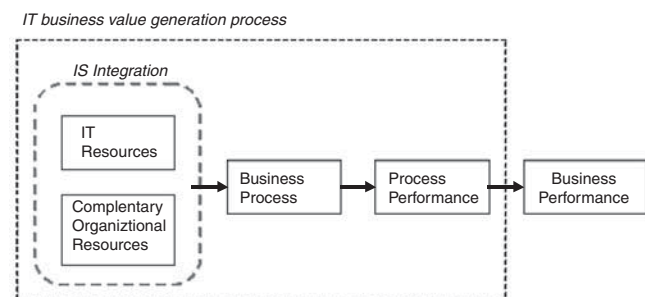 IT business value generation process
IS Integration
IT
Resources
Complentary
Organiztional
Resources
Business
Process
Process
Performance
Business
Performance